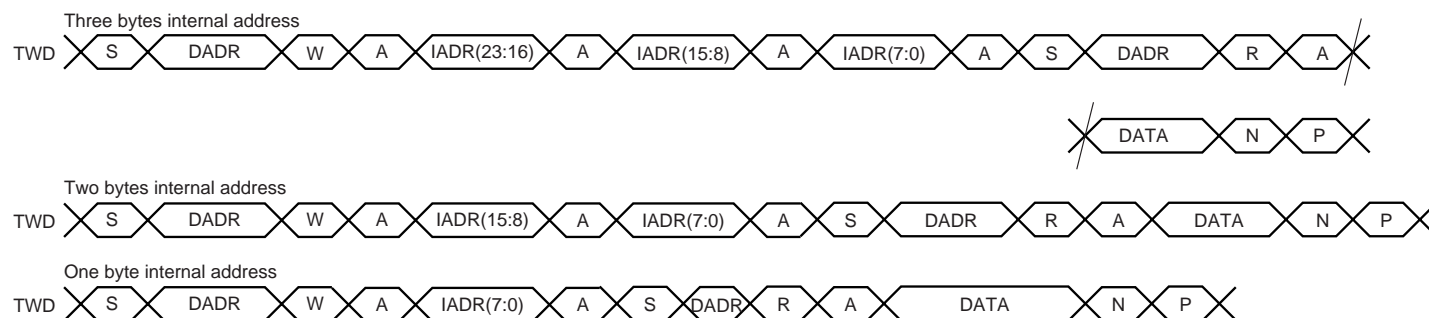 Three bytes internal address
TWD S DADR W A IADR(23:16) A IADR(15:8) A IADR(7:0) A S DADR R A
DATA N P
Two bytes internal address
TWD S DADR W A IADR(15:8) A IADR(7:0) A S DADR R A DATA N P
One byte internal address
TWD S DADR W A IADR(7:0) A S DADR R A DATA N P